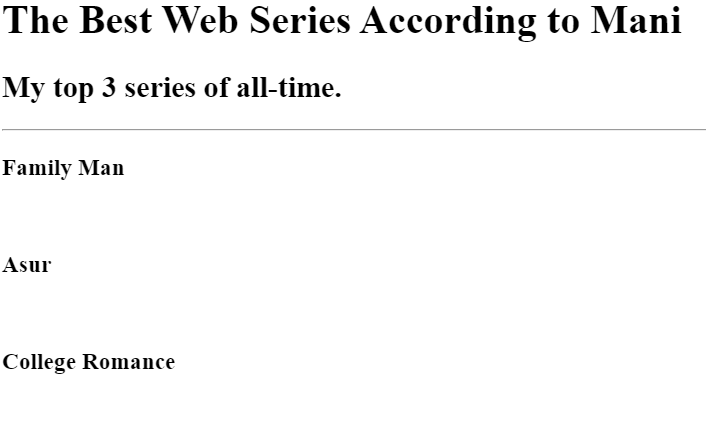 The Best Web Series According to Mani
My top 3 series of all-time.
Family Man
Asur
College Romance